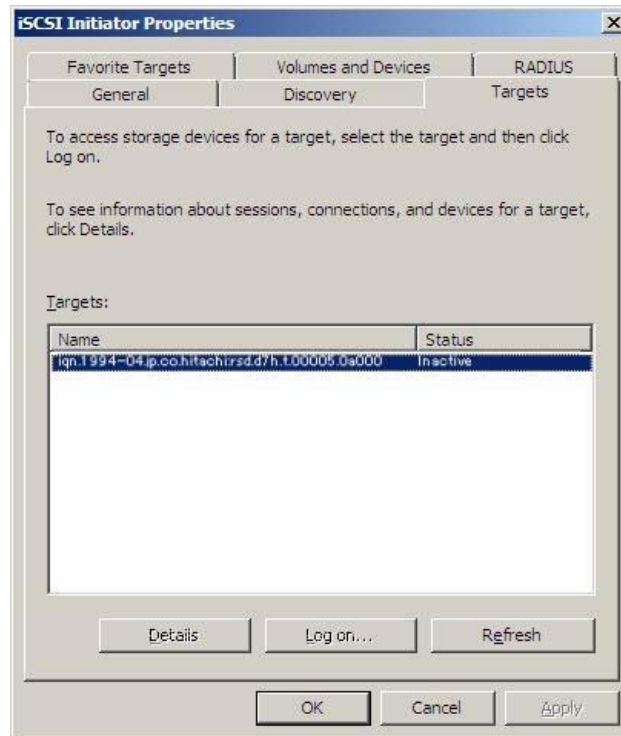 iSCSI Initiator Properties
Favorite Targets Volumes and Devices RADIUS
General Discovery Targets
To access storage devices for a target, select the target and then click
Log on.
To see information about sessions, connections, and devices for a target,
click Details.
Targets:
Name Status
iqn.1994-04.jp.co.hitachi:rsd.d7h.t.00005.0a000 Inactive
Details Log on... Refresh
OK Cancel Apply